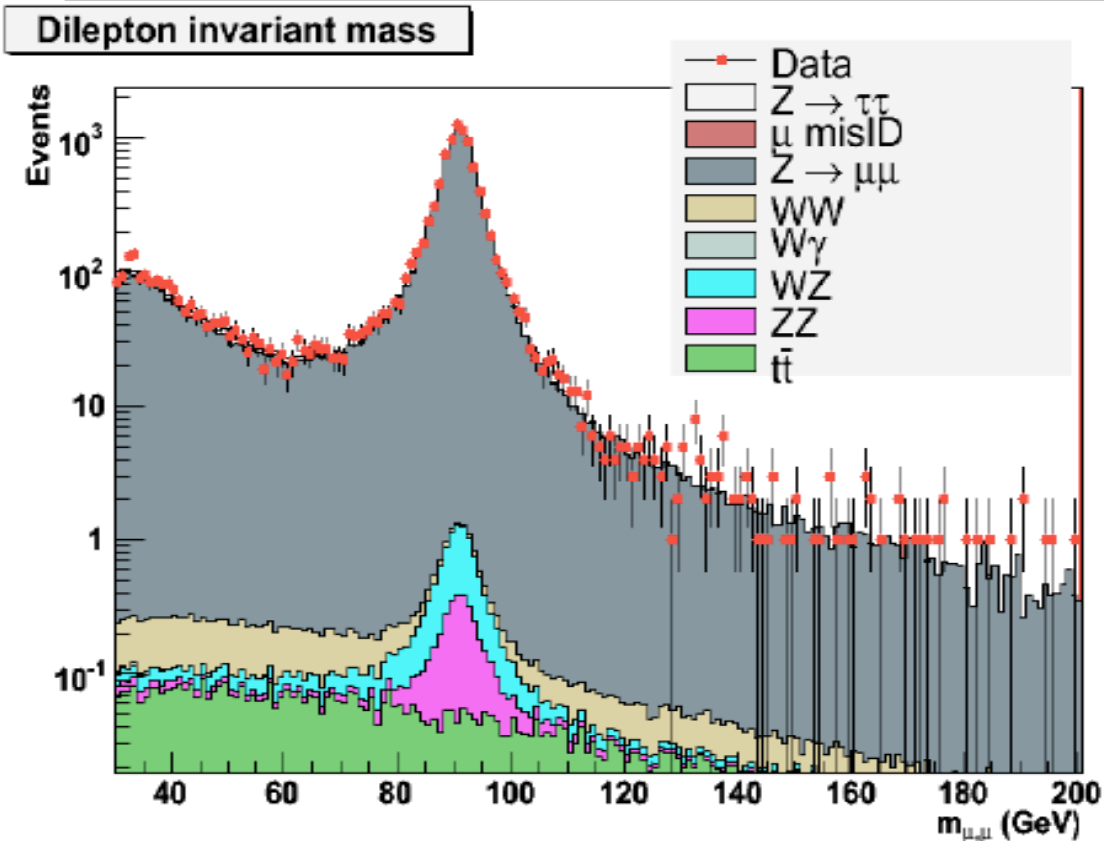 Dilepton invariant mass
Data
Z → ττ
μ misID
Z → μμ
WW
Wγ
WZ
ZZ
tt̄
Events
10³
10²
10
1
10⁻¹
40 60 80 100 120 140 160 180 200
m_μ,μ (GeV)